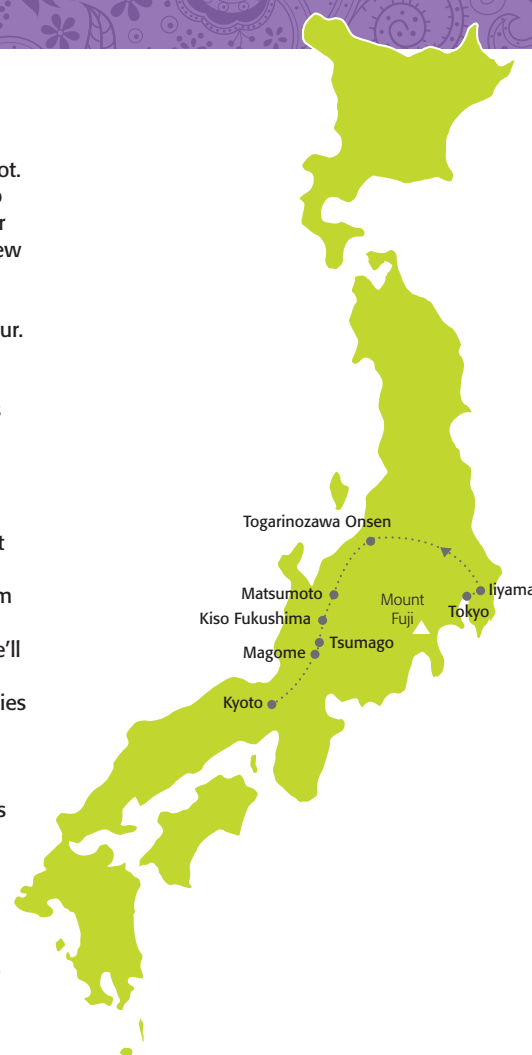 ot.
r
ew
ur.
t
m
e'll
ies
s
Togarinozawa Onsen
Matsumoto
Kiso Fukushima
Magome
Tsumago
Kyoto
Mount
Fuji
Tokyo
Iiyama